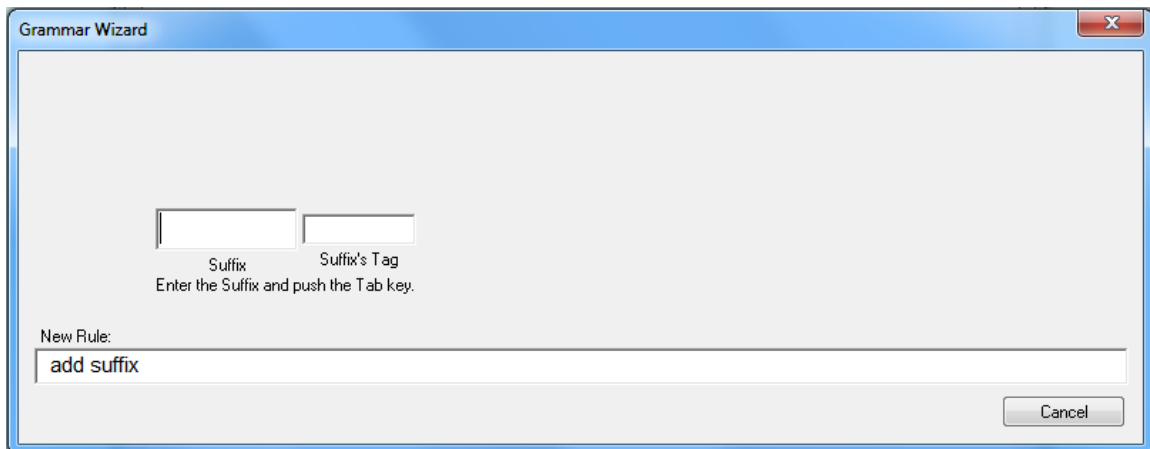 Grammar Wizard
Suffix Suffix's Tag
Enter the Suffix and push the Tab key.
New Rule:
add suffix
Cancel